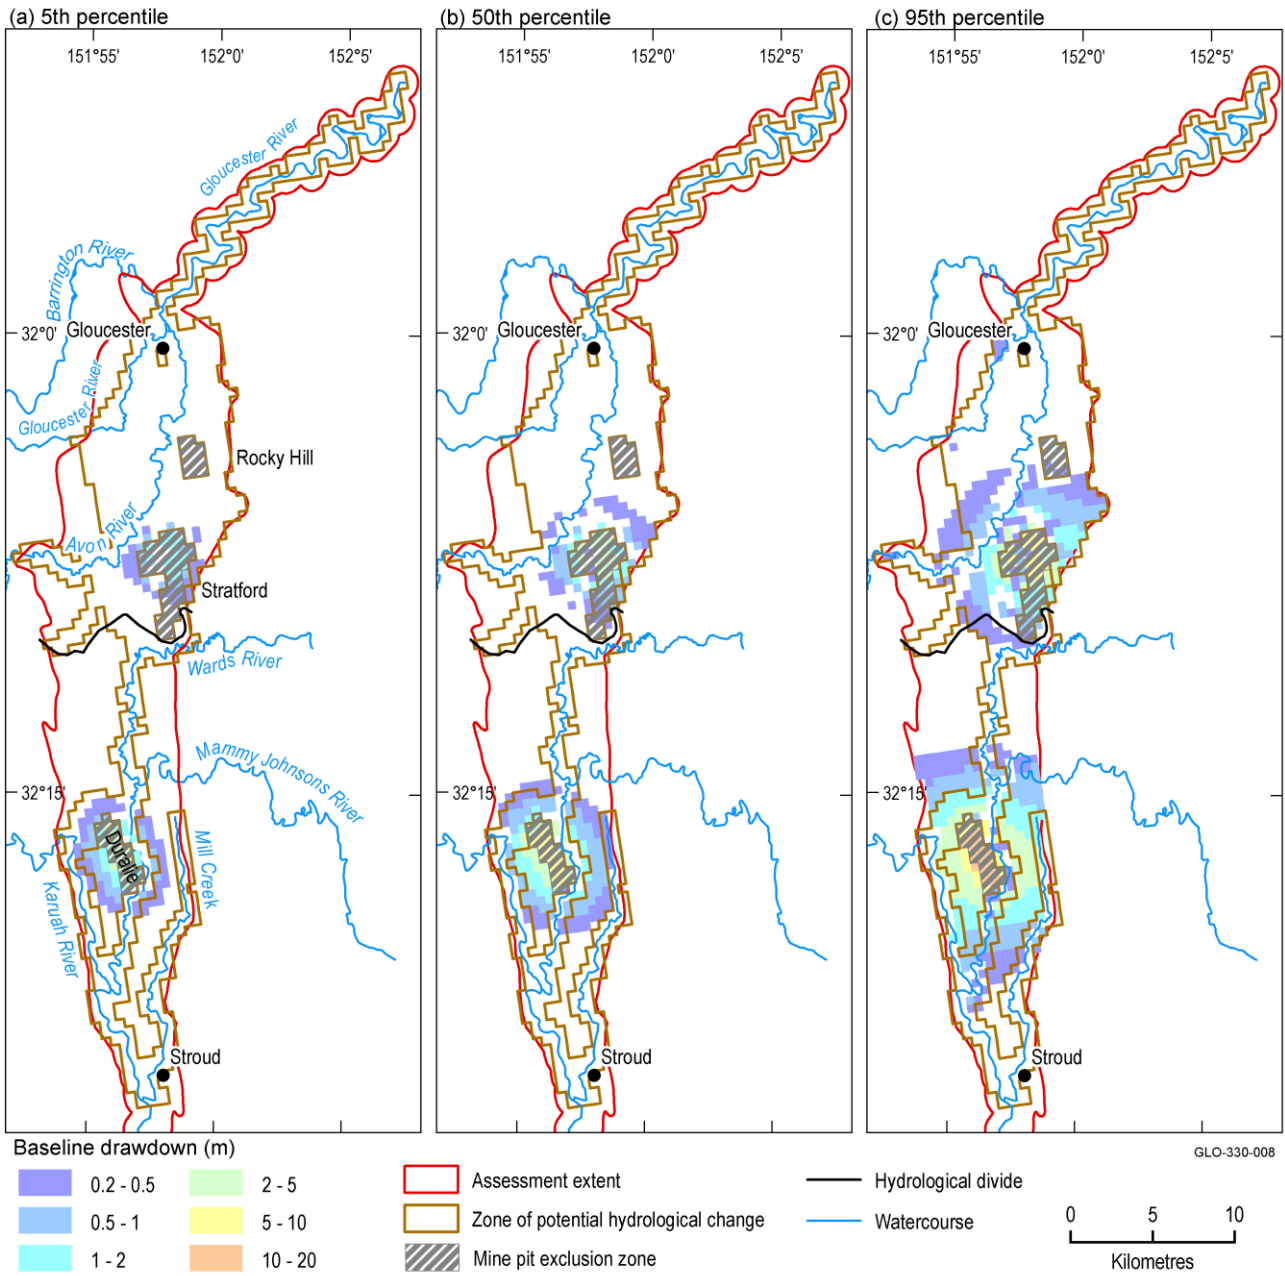 (a) 5th percentile
(b) 50th percentile
(c) 95th percentile
151°55'
152°0'
152°5'
151°55'
152°0'
152°5'
151°55'
152°0'
152°5'
Gloucester River
Barrington River
32°0'
Gloucester
Gloucester River
Rocky Hill
Avon River
Stratford
Wards River
Mammy Johnsons River
32°15'
Duralie
Mill Creek
Karuah River
Stroud
32°0'
Gloucester
32°15'
Stroud
32°0'
Gloucester
32°15'
Stroud
Baseline drawdown (m)
GLO-330-008
0.2 - 0.5
2 - 5
Assessment extent
Hydrological divide
0.5 - 1
5 - 10
Zone of potential hydrological change
Watercourse
1 - 2
10 - 20
Mine pit exclusion zone
0
5
10
Kilometres